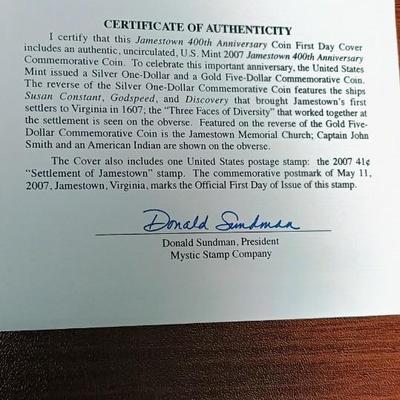 CERTIFICATE OF AUTHENTICITY
I certify that this Jamestown 400th Anniversary Coin First Day Cover
includes an authentic, uncirculated, U.S. Mint 2007 Jamestown 400th Anniversary
Commemorative Coin. To celebrate this important anniversary, the United States
Mint issued a Silver One-Dollar and a Gold Five-Dollar Commemorative Coin.
The reverse of the Silver One-Dollar Commemorative Coin features the ships
Susan Constant, Godspeed, and Discovery that brought Jamestown's first
settlers to Virginia in 1607; the "Three Faces of Diversity" that worked together
at the settlement is seen on the obverse. Featured on the reverse of the Gold Five-
Dollar Commemorative Coin is the Jamestown Memorial Church; Captain John
Smith and an American Indian are shown on the obverse.
The Cover also includes one United States postage stamp: the 2007 41¢
"Settlement of Jamestown" stamp. The commemorative postmark of May 11,
2007, Jamestown, Virginia, marks the Official First Day of Issue of this stamp.
Donald Sundman
Donald Sundman, President
Mystic Stamp Company